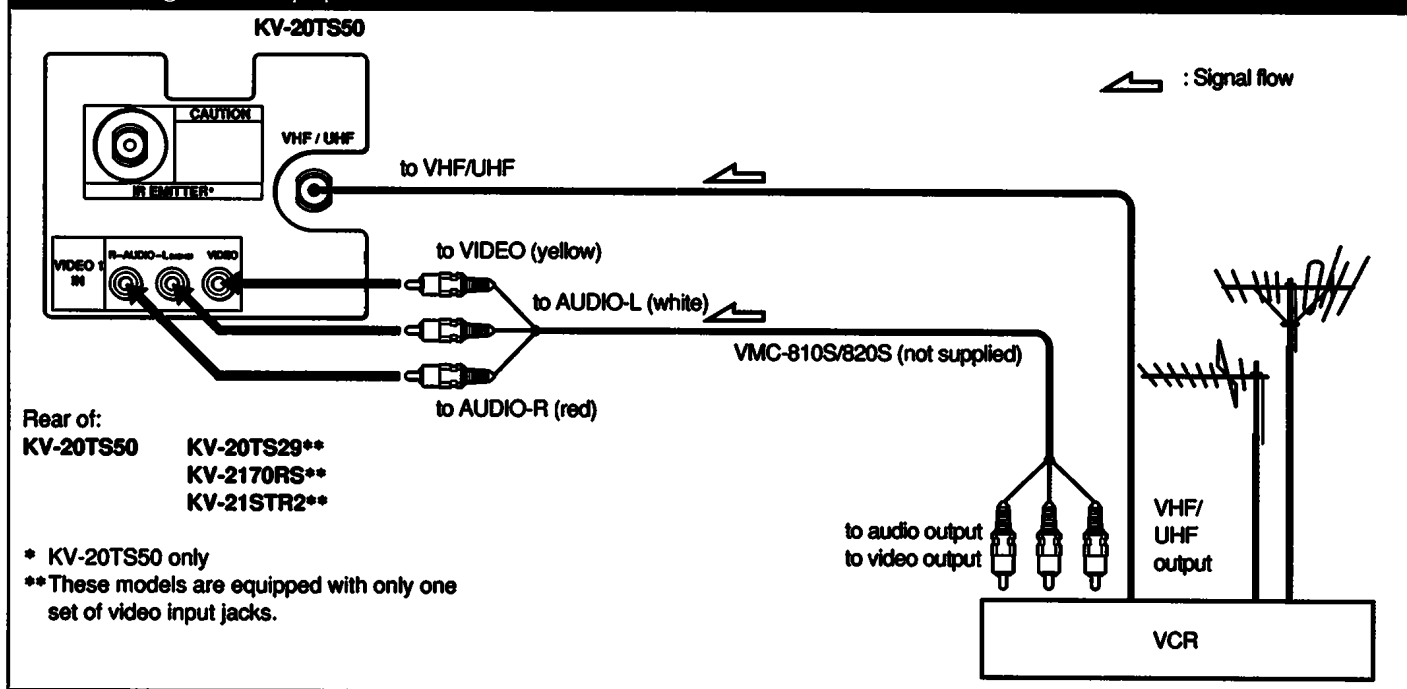 KV-20TS50
: Signal flow
CAUTION
VHF / UHF
IR EMITTER*
to VHF/UHF
R–AUDIO–L
VIDEO
VIDEO 1
IN
to VIDEO (yellow)
to AUDIO-L (white)
VMC-810S/820S (not supplied)
to AUDIO-R (red)
Rear of:
KV-20TS50 KV-20TS29**
KV-2170RS**
KV-21STR2**
* KV-20TS50 only
**These models are equipped with only one
set of video input jacks.
to audio output
to video output
VHF/
UHF
output
VCR